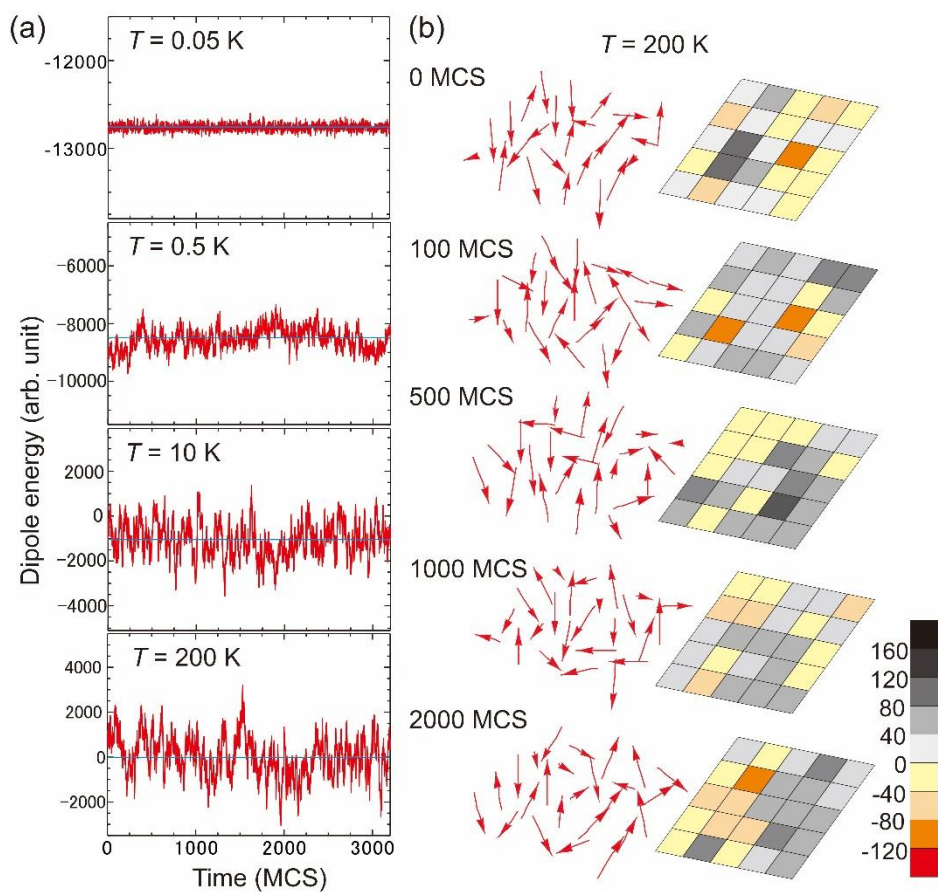 (a)
T = 0.05 K
-12000
-13000
T = 0.5 K
-6000
-8000
-10000
T = 10 K
2000
0
-2000
-4000
T = 200 K
4000
2000
0
-2000
0 1000 2000 3000
Time (MCS)
Dipole energy (arb. unit)
(b)
T = 200 K
0 MCS
100 MCS
500 MCS
1000 MCS
2000 MCS
160
120
80
40
0
-40
-80
-120